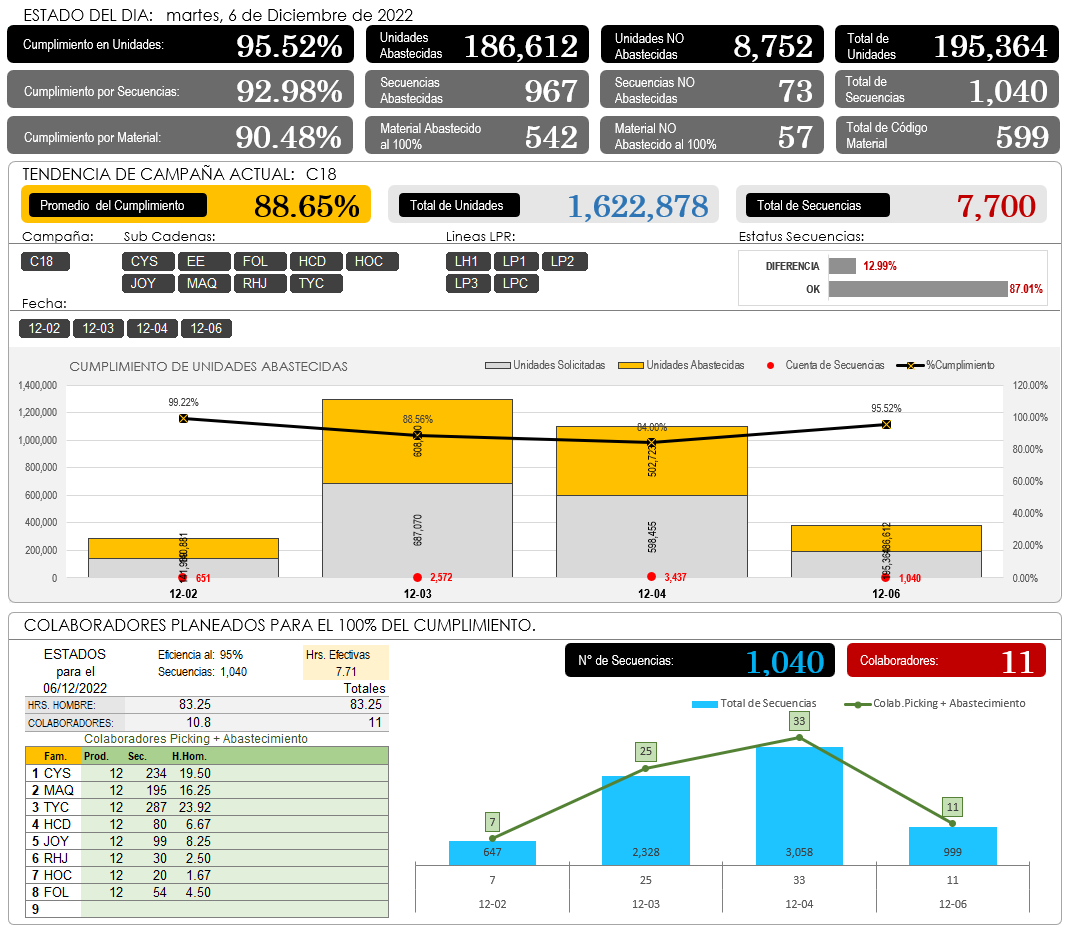 ESTADO DEL DIA: martes, 6 de Diciembre de 2022
Cumplimiento en Unidades: 95.52%
Unidades Abastecidas 186,612
Unidades NO Abastecidas 8,752
Total de Unidades 195,364
Cumplimiento por Secuencias: 92.98%
Secuencias Abastecidas 967
Secuencias NO Abastecidas 73
Total de Secuencias 1,040
Cumplimiento por Material: 90.48%
Material Abastecido al 100% 542
Material NO Abastecido al 100% 57
Total de Código Material 599
TENDENCIA DE CAMPAÑA ACTUAL: C18
Promedio del Cumplimiento 88.65%
Total de Unidades 1,622,878
Total de Secuencias 7,700
Campaña: Sub Cadenas: Lineas LPR: Estatus Secuencias:
C18 CYS EE FOL HCD HOC LH1 LP1 LP2
JOY MAQ RHJ TYC LP3 LPC
DIFERENCIA 12.99%
OK 87.01%
Fecha:
12-02 12-03 12-04 12-06
CUMPLIMIENTO DE UNIDADES ABASTECIDAS
Unidades Solicitadas Unidades Abastecidas Cuenta de Secuencias %Cumplimiento
1,400,000
1,200,000
1,000,000
800,000
600,000
400,000
200,000
0
120.00%
100.00%
80.00%
60.00%
40.00%
20.00%
0.00%
99.22% 88.56% 84.00% 95.52%
502,723
687,070 598,455
651 2,572 3,437 1,040
12-02 12-03 12-04 12-06
COLABORADORES PLANEADOS PARA EL 100% DEL CUMPLIMIENTO.
ESTADOS
para el
06/12/2022
Eficiencia al: 95%
Secuencias: 1,040
Hrs. Efectivas
7.71
Totales
HRS. HOMBRE: 83.25 83.25
COLABORADORES: 10.8 11
Colaboradores Picking + Abastecimiento
Fam. Prod. Sec. H.Hom.
1 CYS 12 234 19.50
2 MAQ 12 195 16.25
3 TYC 12 287 23.92
4 HCD 12 80 6.67
5 JOY 12 99 8.25
6 RHJ 12 30 2.50
7 HOC 12 20 1.67
8 FOL 12 54 4.50
9
N° de Secuencias: 1,040
Colaboradores: 11
Total de Secuencias Colab.Picking + Abastecimiento
7 25 33 11
647 2,328 3,058 999
7 25 33 11
12-02 12-03 12-04 12-06